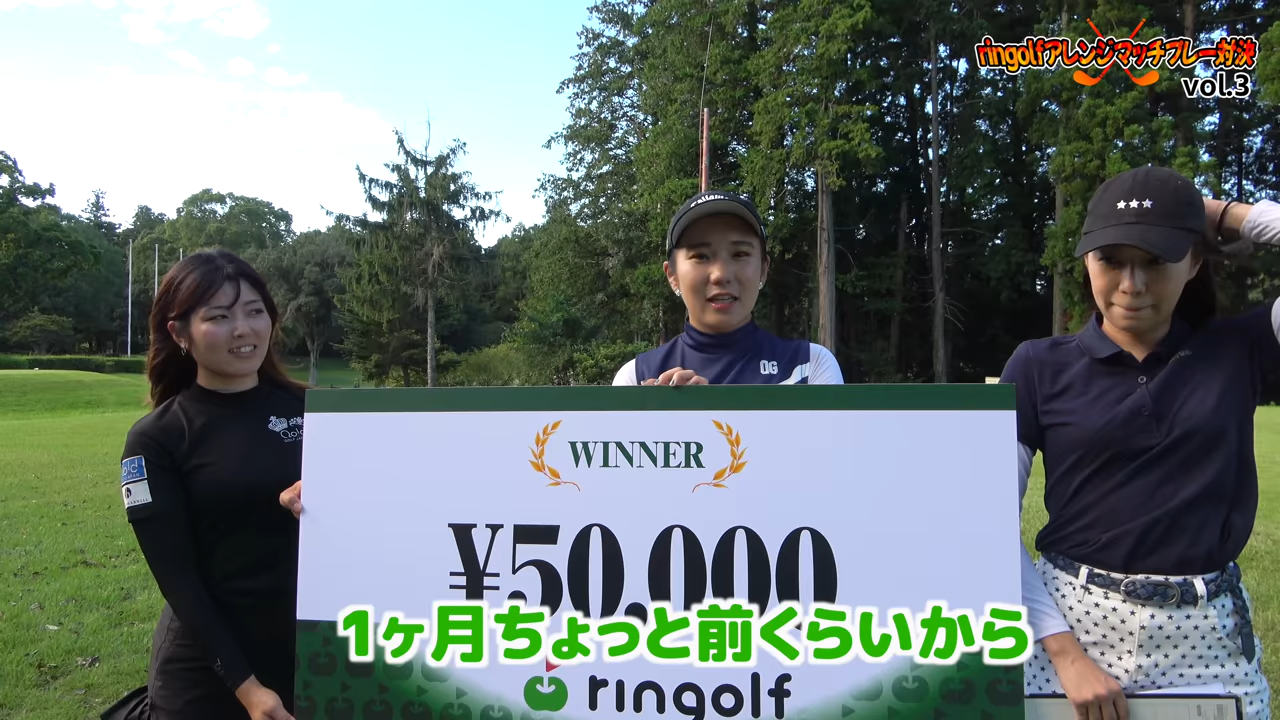 ringolfアレンジマッチプレー対決
vol.3
★★★
OG
WINNER
¥50,000
1ヶ月ちょっと前くらいから
ringolf